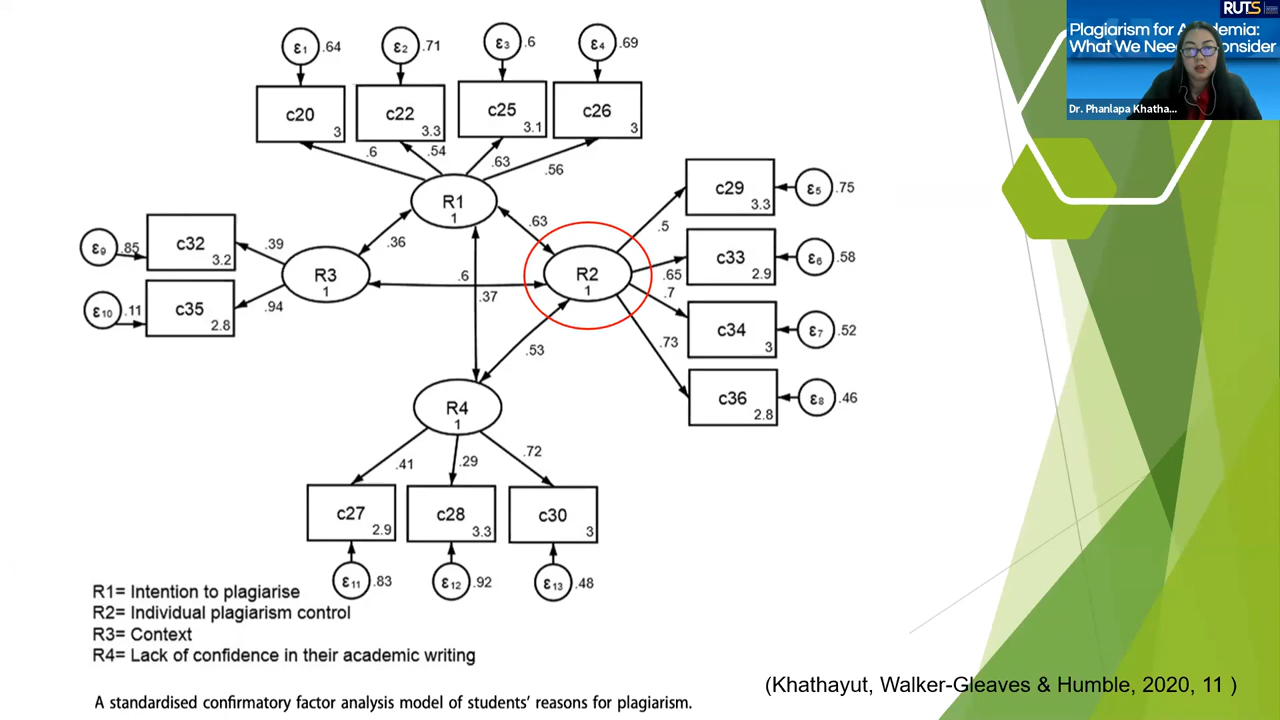 RUTS
Plagiarism for A demia:
What We Nee onsider
Dr. Phanlapa Khatha...
ε1 .64
ε2 .71
ε3 .6
ε4 .69
c20 3
c22 3.3
c25 3.1
c26 3
.6
.54
.63
.56
R1 1
c29 3.3
ε5 .75
.5
c32 3.2
ε9 .85
.39
.36
.63
c33 2.9
ε6 .58
.65
R3 1
.6
.37
R2 1
.7
c35 2.8
ε10 .11
.94
c34 3
ε7 .52
.53
.73
c36 2.8
ε8 .46
R4 1
.41
.29
.72
c27 2.9
c28 3.3
c30 3
ε11 .83
ε12 .92
ε13 .48
R1= Intention to plagiarise
R2= Individual plagiarism control
R3= Context
R4= Lack of confidence in their academic writing
(Khathayut, Walker-Gleaves & Humble, 2020, 11 )
A standardised confirmatory factor analysis model of students' reasons for plagiarism.